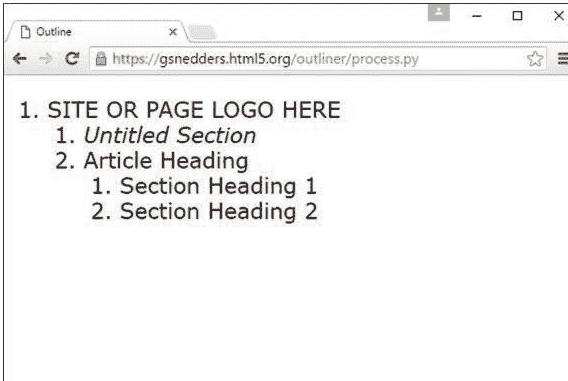 Outline
https://gsnedders.html5.org/outliner/process.py
1. SITE OR PAGE LOGO HERE
1. Untitled Section
2. Article Heading
1. Section Heading 1
2. Section Heading 2